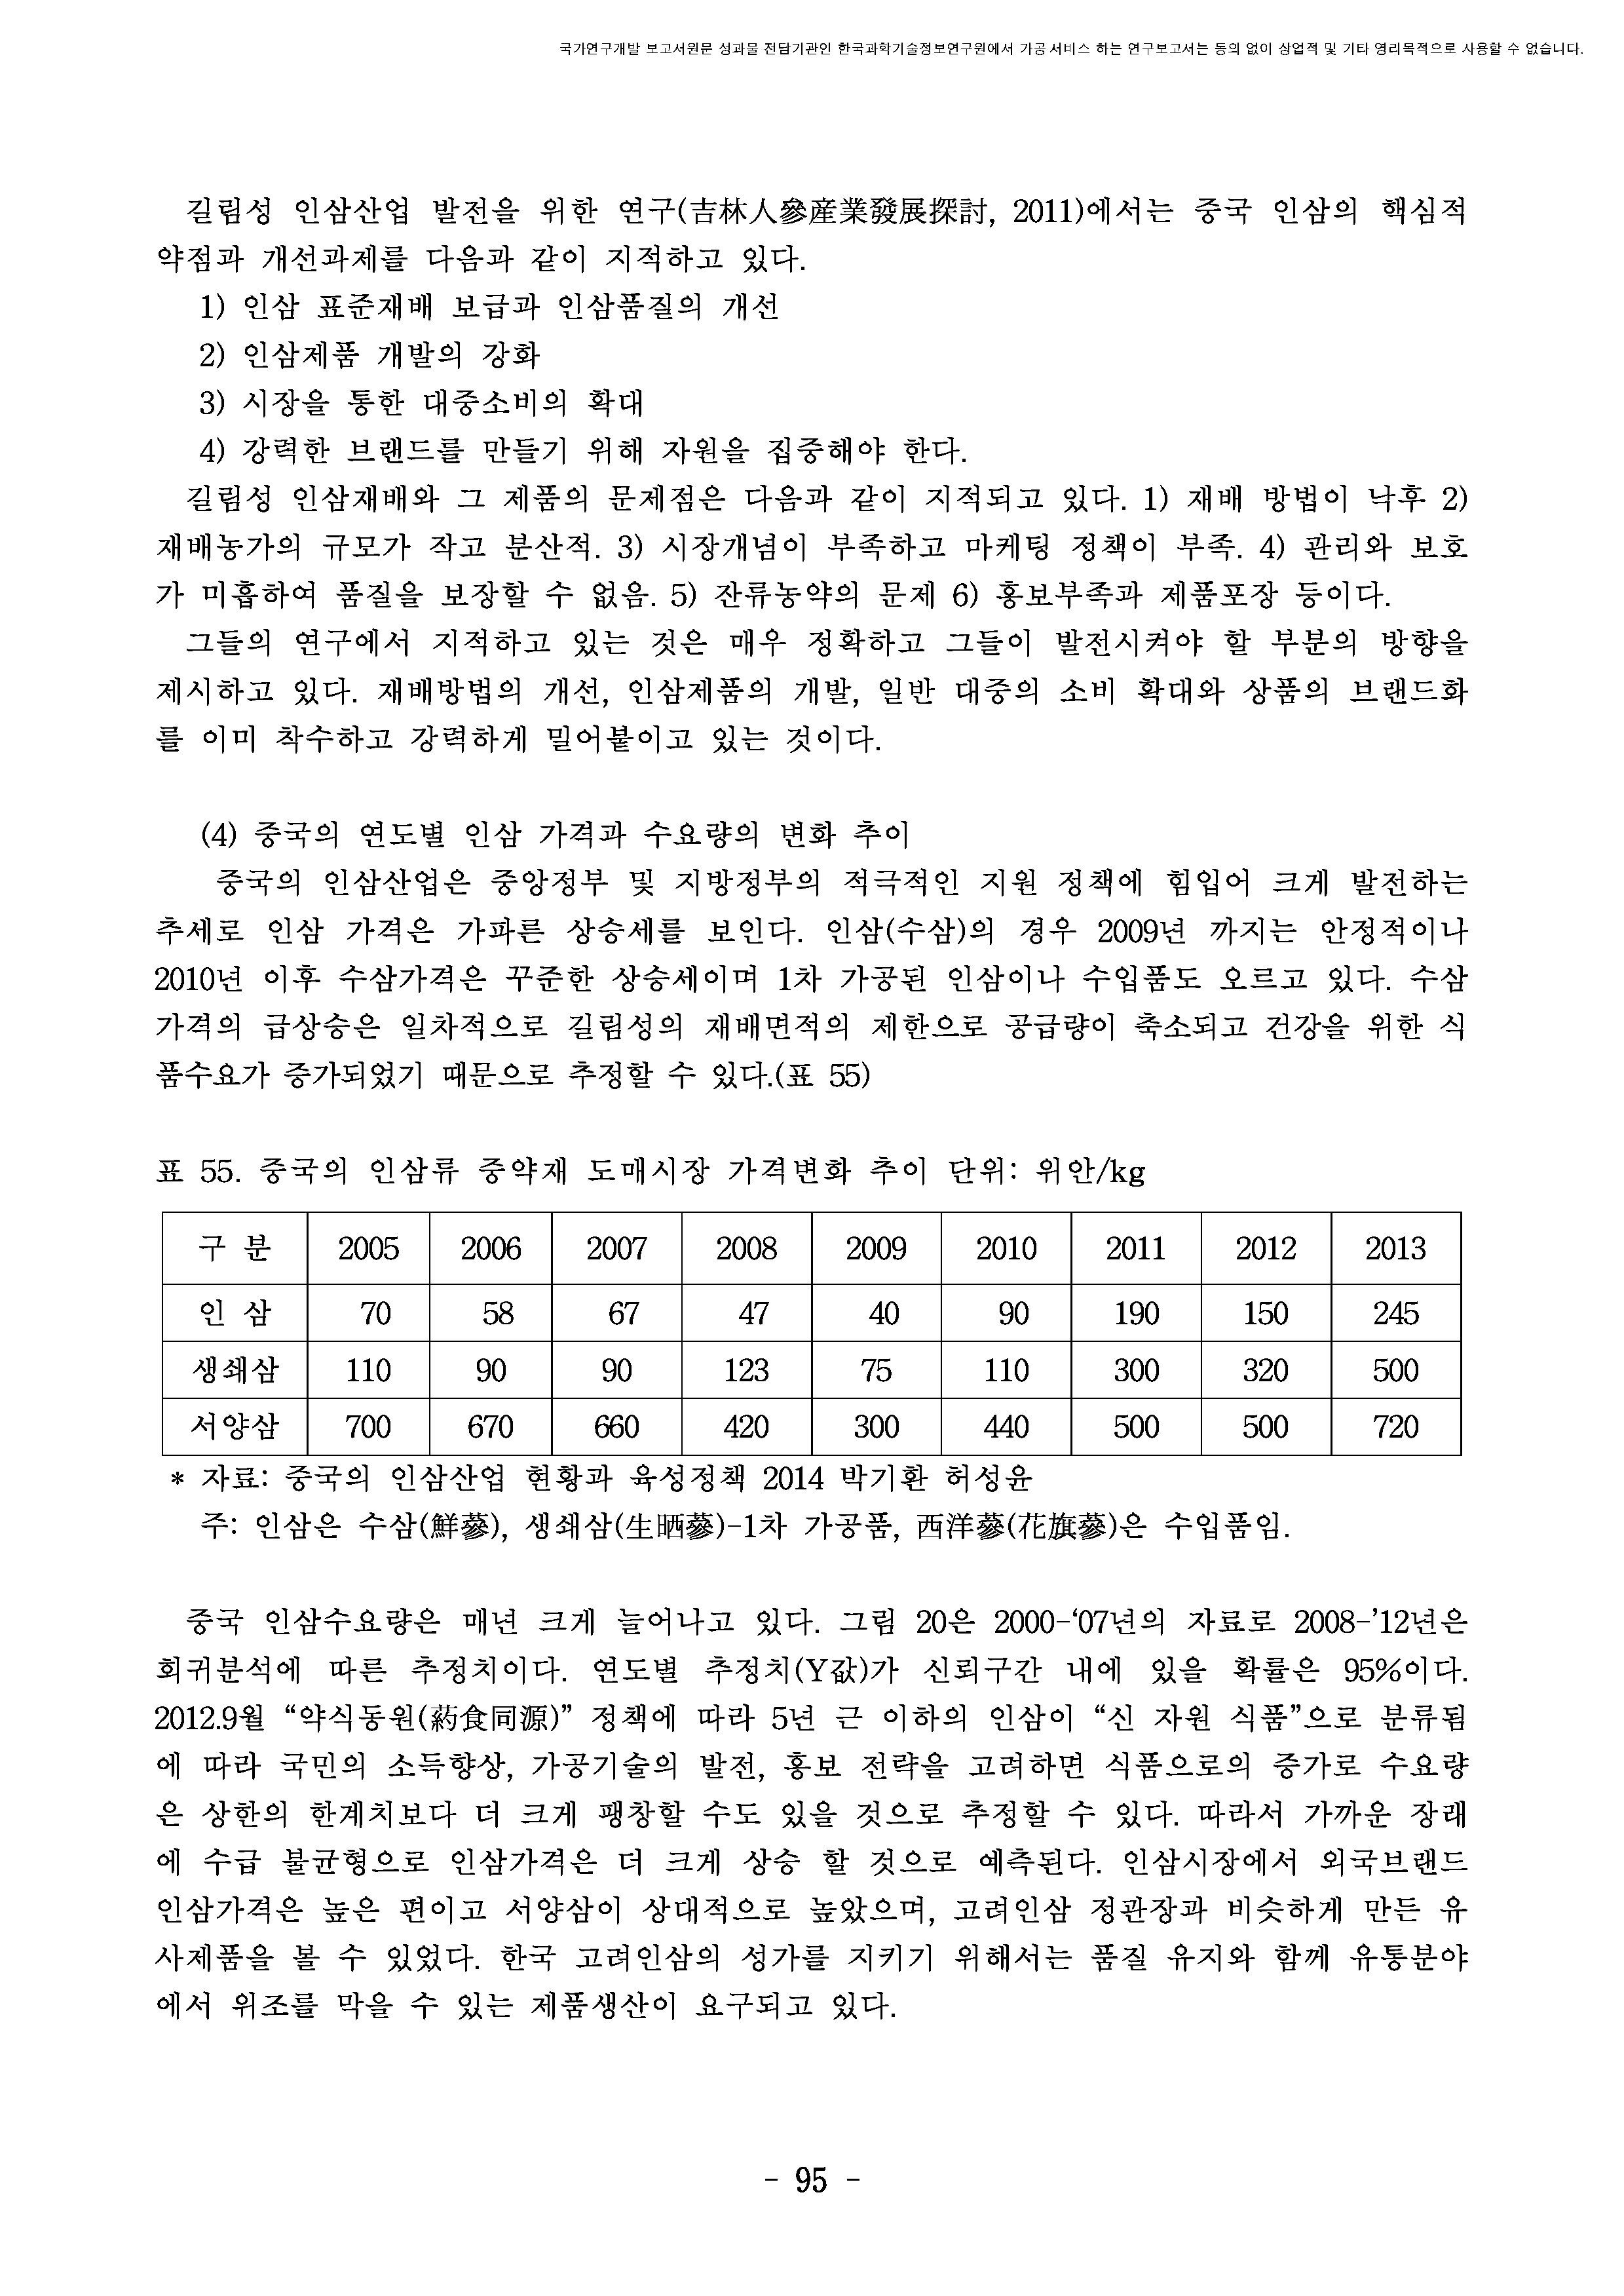 국가연구개발 보고서원문 성과물 전담기관인 한국과학기술정보연구원에서 가공·서비스 하는 연구보고서는 동의 없이 상업적 및 기타 영리목적으로 사용할 수 없습니다.
길림성 인삼산업 발전을 위한 연구(吉林人參産業發展探討, 2011)에서는 중국 인삼의 핵심적
약점과 개선과제를 다음과 같이 지적하고 있다.
1) 인삼 표준재배 보급과 인삼품질의 개선
2) 인삼제품 개발의 강화
3) 시장을 통한 대중소비의 확대
4) 강력한 브랜드를 만들기 위해 자원을 집중해야 한다.
길림성 인삼재배와 그 제품의 문제점은 다음과 같이 지적되고 있다. 1) 재배 방법이 낙후 2)
재배농가의 규모가 작고 분산적. 3) 시장개념이 부족하고 마케팅 정책이 부족. 4) 관리와 보호
가 미흡하여 품질을 보장할 수 없음. 5) 잔류농약의 문제 6) 홍보부족과 제품포장 등이다.
그들의 연구에서 지적하고 있는 것은 매우 정확하고 그들이 발전시켜야 할 부분의 방향을
제시하고 있다. 재배방법의 개선, 인삼제품의 개발, 일반 대중의 소비 확대와 상품의 브랜드화
를 이미 착수하고 강력하게 밀어붙이고 있는 것이다.
(4) 중국의 연도별 인삼 가격과 수요량의 변화 추이
중국의 인삼산업은 중앙정부 및 지방정부의 적극적인 지원 정책에 힘입어 크게 발전하는
추세로 인삼 가격은 가파른 상승세를 보인다. 인삼(수삼)의 경우 2009년 까지는 안정적이나
2010년 이후 수삼가격은 꾸준한 상승세이며 1차 가공된 인삼이나 수입품도 오르고 있다. 수삼
가격의 급상승은 일차적으로 길림성의 재배면적의 제한으로 공급량이 축소되고 건강을 위한 식
품수요가 증가되었기 때문으로 추정할 수 있다.(표 55)
표 55. 중국의 인삼류 중약재 도매시장 가격변화 추이 단위: 위안/kg
구 분 2005 2006 2007 2008 2009 2010 2011 2012 2013
인 삼 70 58 67 47 40 90 190 150 245
생쇄삼 110 90 90 123 75 110 300 320 500
서양삼 700 670 660 420 300 440 500 500 720
* 자료: 중국의 인삼산업 현황과 육성정책 2014 박기환 허성윤
주: 인삼은 수삼(鮮蔘), 생쇄삼(生晒蔘)-1차 가공품, 西洋蔘(花旗蔘)은 수입품임.
중국 인삼수요량은 매년 크게 늘어나고 있다. 그림 20은 2000-‘07년의 자료로 2008-’12년은
회귀분석에 따른 추정치이다. 연도별 추정치(Y값)가 신뢰구간 내에 있을 확률은 95%이다.
2012.9월 “약식동원(葯食同源)” 정책에 따라 5년 근 이하의 인삼이 “신 자원 식품”으로 분류됨
에 따라 국민의 소득향상, 가공기술의 발전, 홍보 전략을 고려하면 식품으로의 증가로 수요량
은 상한의 한계치보다 더 크게 팽창할 수도 있을 것으로 추정할 수 있다. 따라서 가까운 장래
에 수급 불균형으로 인삼가격은 더 크게 상승 할 것으로 예측된다. 인삼시장에서 외국브랜드
인삼가격은 높은 편이고 서양삼이 상대적으로 높았으며, 고려인삼 정관장과 비슷하게 만든 유
사제품을 볼 수 있었다. 한국 고려인삼의 성가를 지키기 위해서는 품질 유지와 함께 유통분야
에서 위조를 막을 수 있는 제품생산이 요구되고 있다.
- 95 -